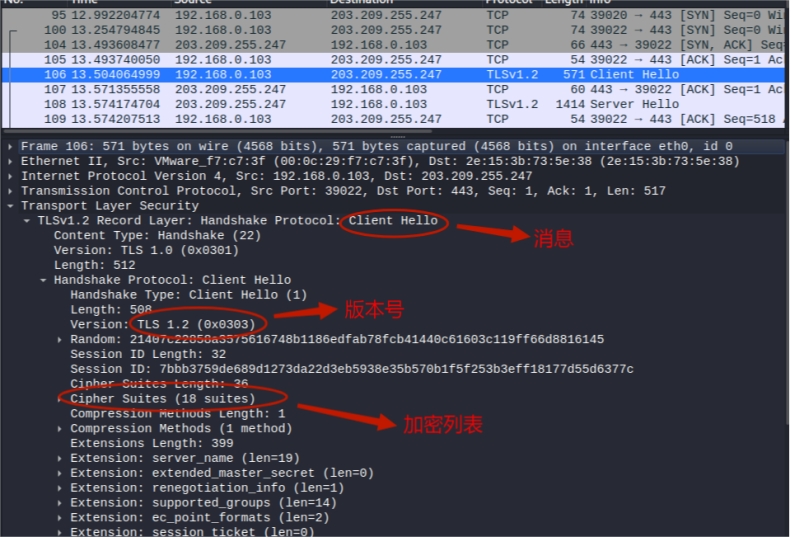 No. Time Source Destination Protocol Length Info
95 12.992204774 192.168.0.103 203.209.255.247 TCP 74 39020 → 443 [SYN] Seq=0 Wi
100 13.254794845 192.168.0.103 203.209.255.247 TCP 74 39022 → 443 [SYN] Seq=0 Wi
104 13.493608477 203.209.255.247 192.168.0.103 TCP 66 443 → 39022 [SYN, ACK] Seq
105 13.493740050 192.168.0.103 203.209.255.247 TCP 54 39022 → 443 [ACK] Seq=1 Ac
106 13.504064999 192.168.0.103 203.209.255.247 TLSv1.2 571 Client Hello
107 13.571355558 203.209.255.247 192.168.0.103 TCP 60 443 → 39022 [ACK] Seq=1 Ac
108 13.574174704 203.209.255.247 192.168.0.103 TLSv1.2 1414 Server Hello
109 13.574207513 192.168.0.103 203.209.255.247 TCP 54 39022 → 443 [ACK] Seq=518
Frame 106: 571 bytes on wire (4568 bits), 571 bytes captured (4568 bits) on interface eth0, id 0
Ethernet II, Src: VMware_f7:c7:3f (00:0c:29:f7:c7:3f), Dst: 2e:15:3b:73:5e:38 (2e:15:3b:73:5e:38)
Internet Protocol Version 4, Src: 192.168.0.103, Dst: 203.209.255.247
Transmission Control Protocol, Src Port: 39022, Dst Port: 443, Seq: 1, Ack: 1, Len: 517
Transport Layer Security
TLSv1.2 Record Layer: Handshake Protocol: Client Hello
消息
Content Type: Handshake (22)
Version: TLS 1.0 (0x0301)
Length: 512
Handshake Protocol: Client Hello
Handshake Type: Client Hello (1)
Length: 508
版本号
Version: TLS 1.2 (0x0303)
Random: 21407c22858a3575616748b1186edfab78fcb41440c61603c119ff66d8816145
Session ID Length: 32
Session ID: 7bbb3759de689d1273da22d3eb5938e35b570b1f5f253b3eff18177d55d6377c
Cipher Suites Length: 36
Cipher Suites (18 suites)
Compression Methods Length: 1
加密列表
Compression Methods (1 method)
Extensions Length: 399
Extension: server_name (len=19)
Extension: extended_master_secret (len=0)
Extension: renegotiation_info (len=1)
Extension: supported_groups (len=14)
Extension: ec_point_formats (len=2)
Extension: session_ticket (len=0)